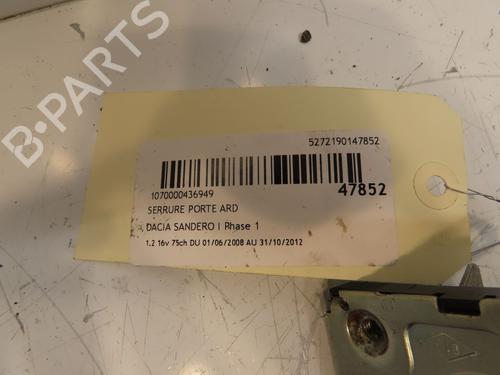 B-PARTS
5272190147852
1070000436949
47852
SERRURE PORTE ARD
DACIA SANDERO I Phase 1
1.2 16v 75ch DU 01/06/2008 AU 31/10/2012